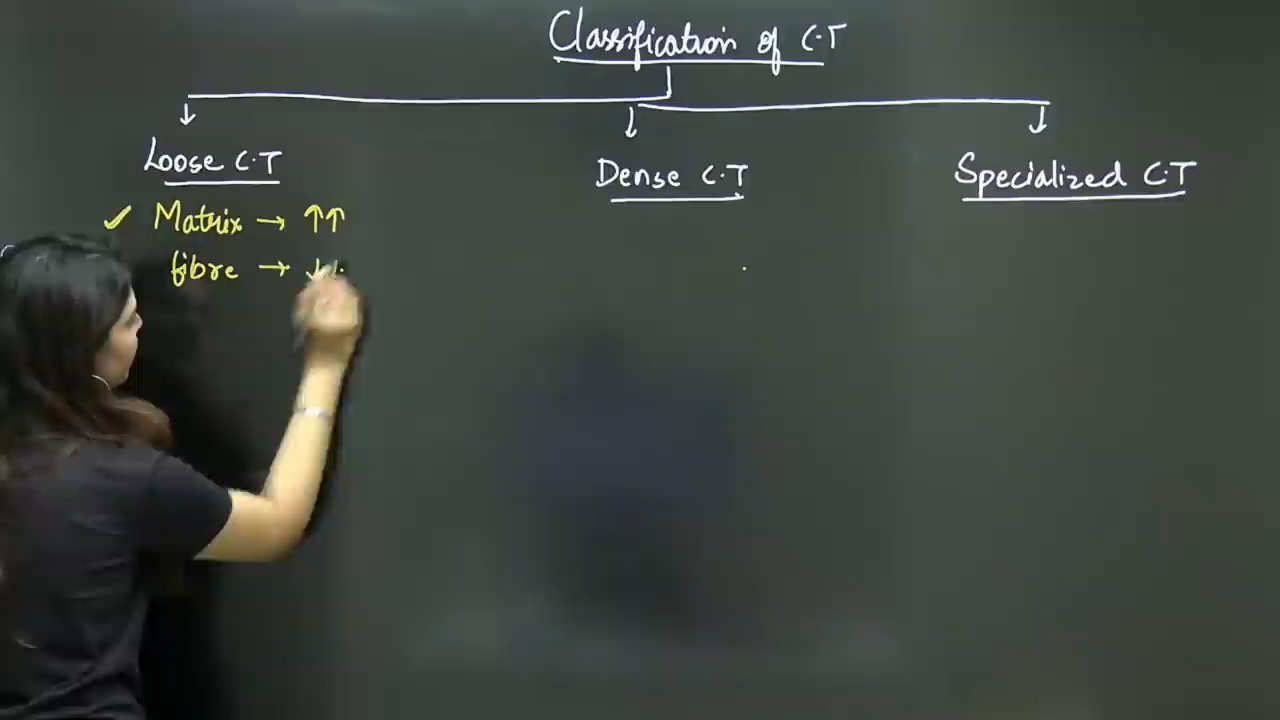 Classification of C.T
Loose C.T
Dense C.T
Specialized C.T
✓ Matrix → ↑↑
fibre → ↓↓